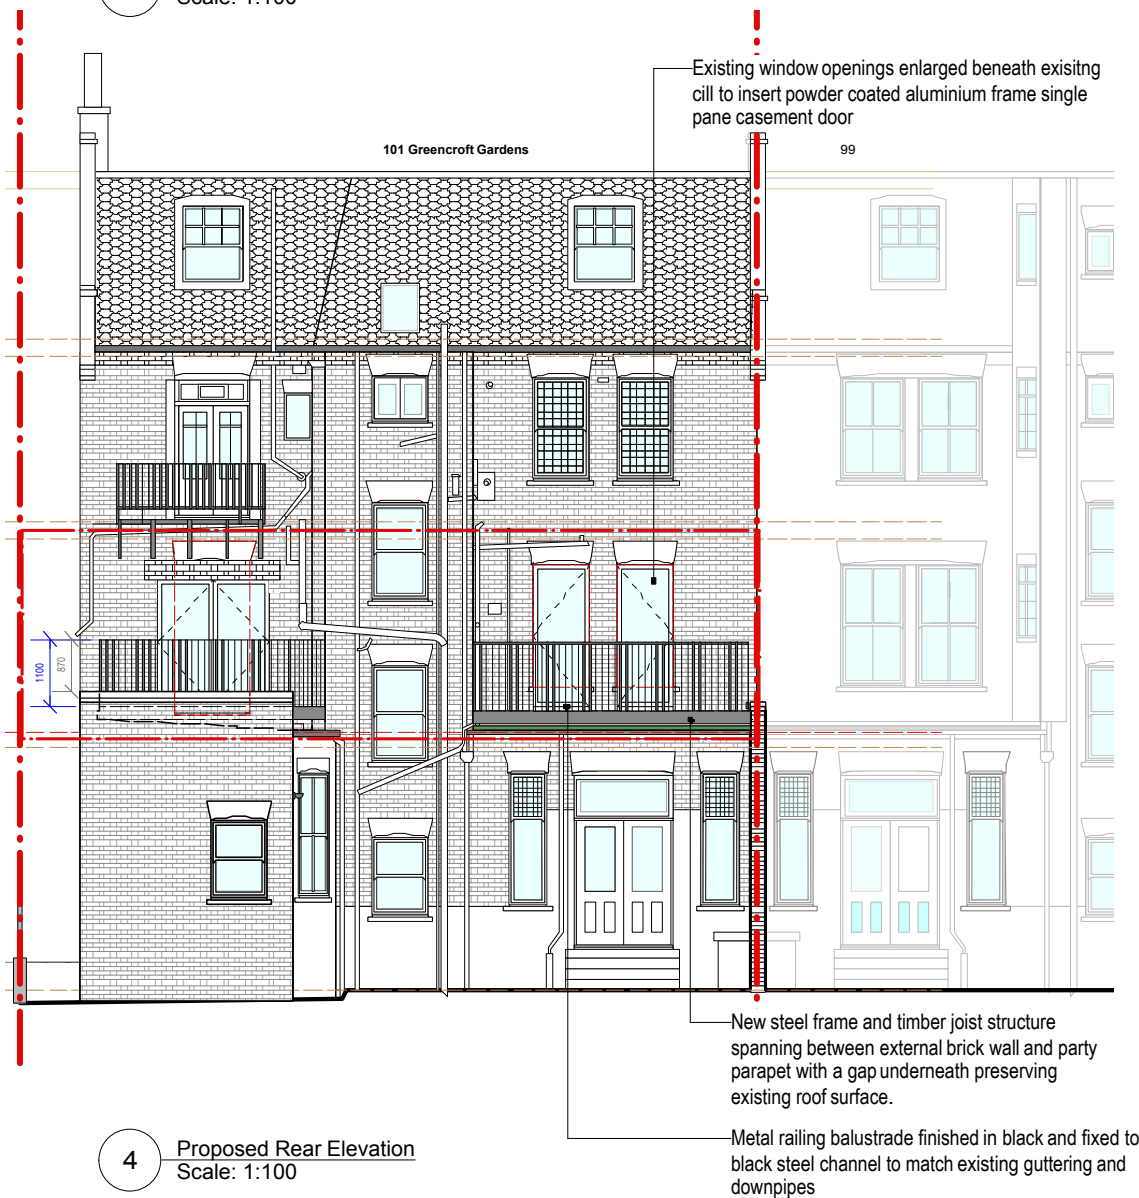 Scale: 1:100
Existing window openings enlarged beneath exisitng
cill to insert powder coated aluminium frame single
pane casement door
101 Greencroft Gardens
99
1100
870
New steel frame and timber joist structure
spanning between external brick wall and party
parapet with a gap underneath preserving
existing roof surface.
Metal railing balustrade finished in black and fixed to
black steel channel to match existing guttering and
downpipes
4
Proposed Rear Elevation
Scale: 1:100